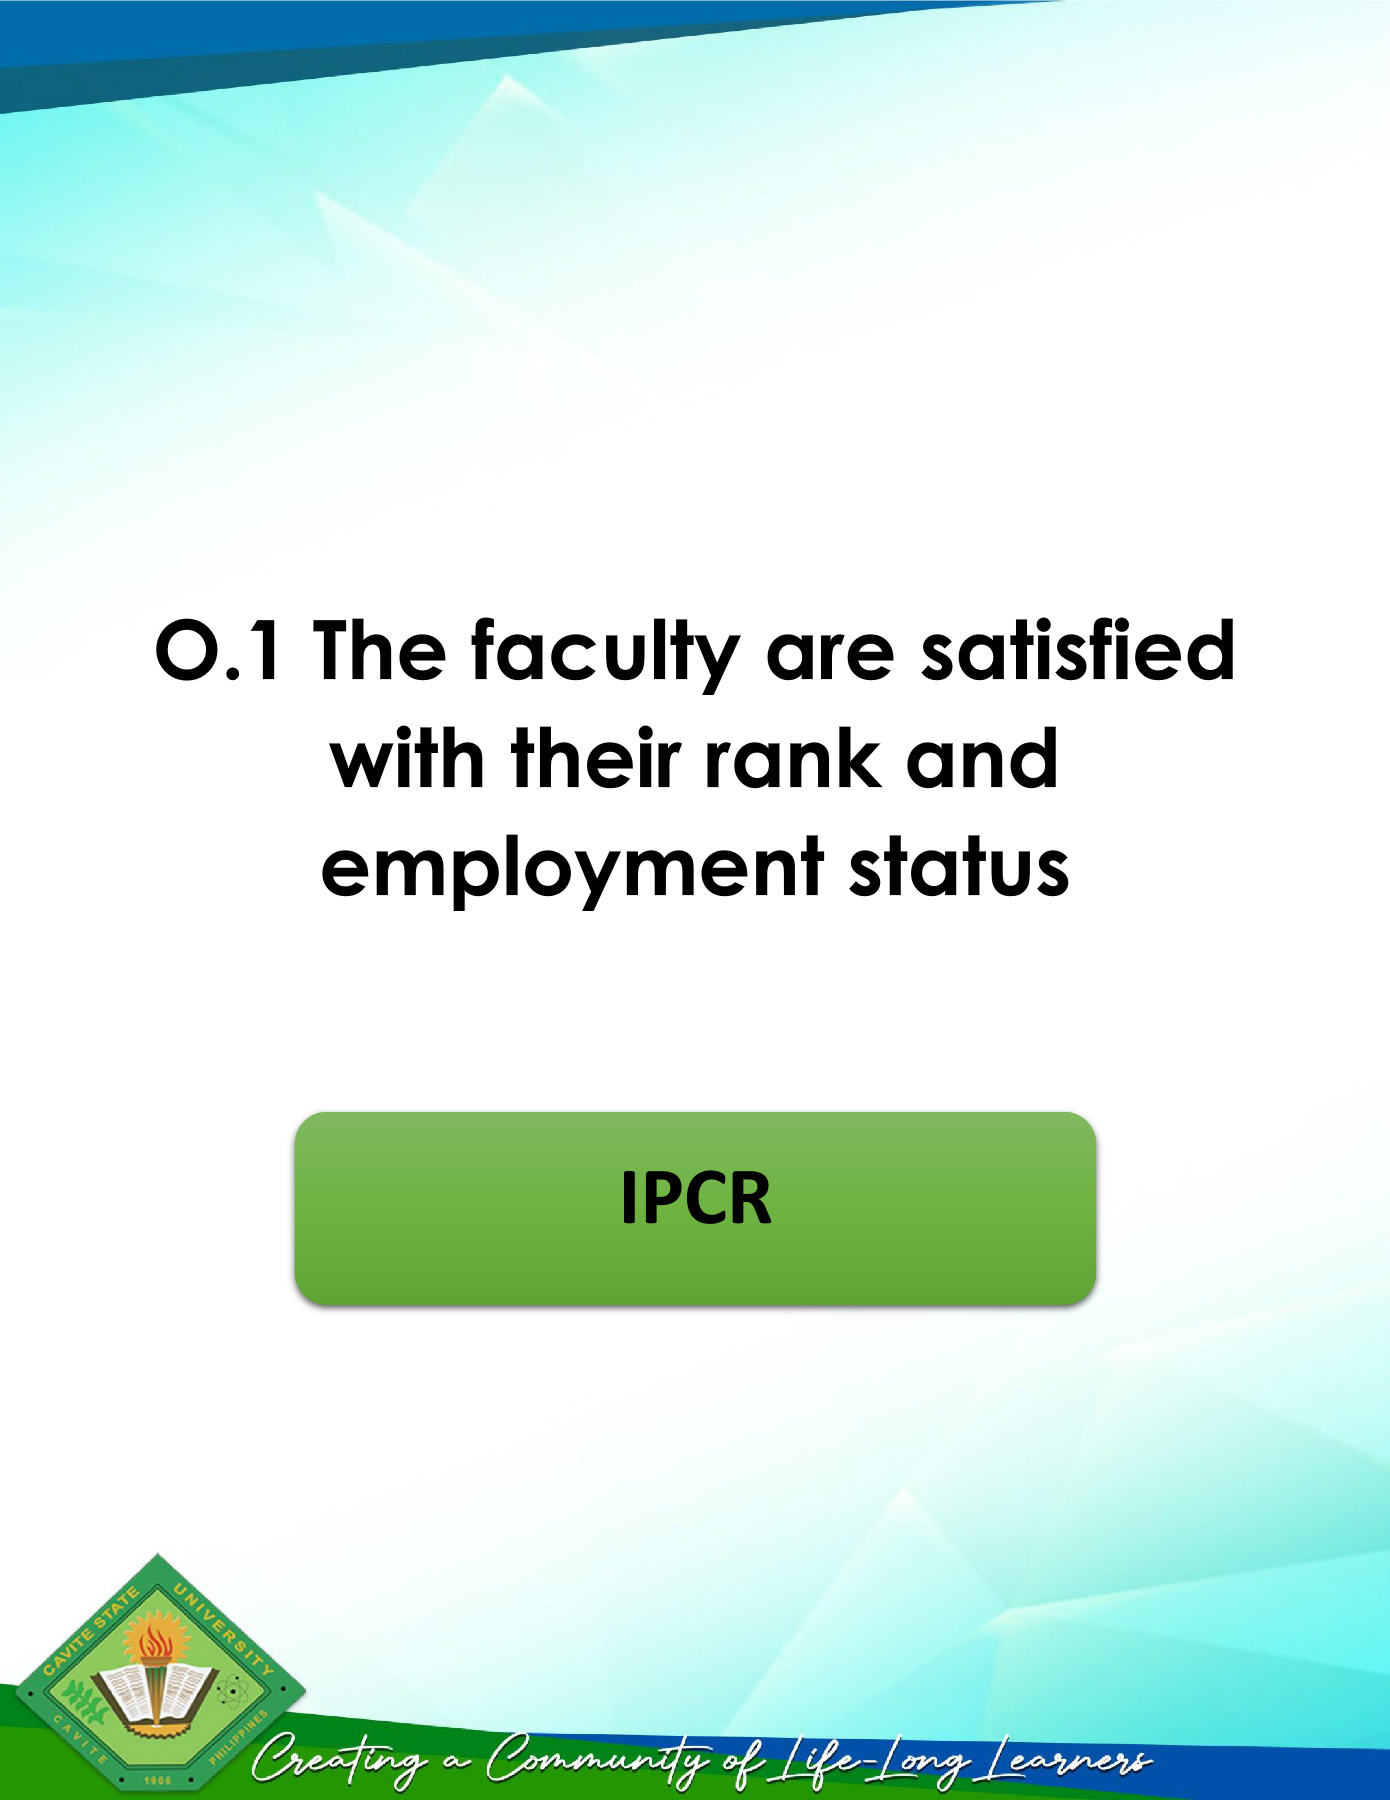 O.1 The faculty are satisfied
with their rank and
employment status
IPCR
CAVITE STATE
UNIVERSITY
CAVITE
PHILIPPINES
1906
Creating a Community of Life-Long Learners